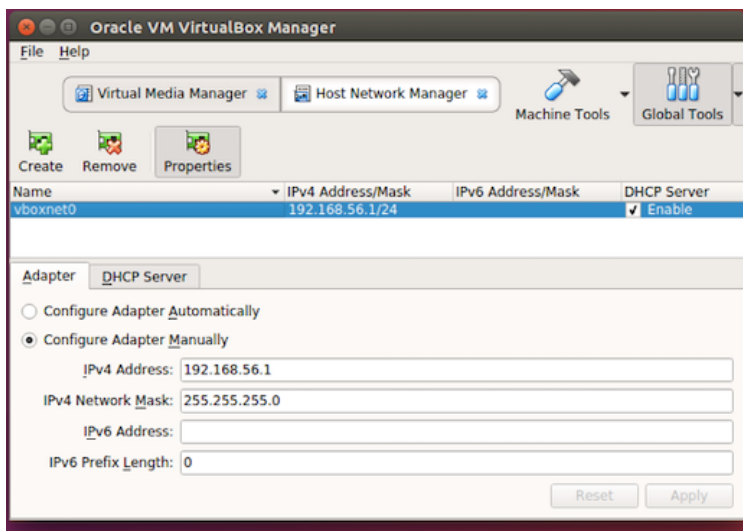 Oracle VM VirtualBox Manager
File Help
Virtual Media Manager Host Network Manager
Machine Tools Global Tools
Create Remove Properties
Name IPv4 Address/Mask IPv6 Address/Mask DHCP Server
vboxnet0 192.168.56.1/24 Enable
Adapter DHCP Server
Configure Adapter Automatically
Configure Adapter Manually
IPv4 Address: 192.168.56.1
IPv4 Network Mask: 255.255.255.0
IPv6 Address:
IPv6 Prefix Length: 0
Reset Apply